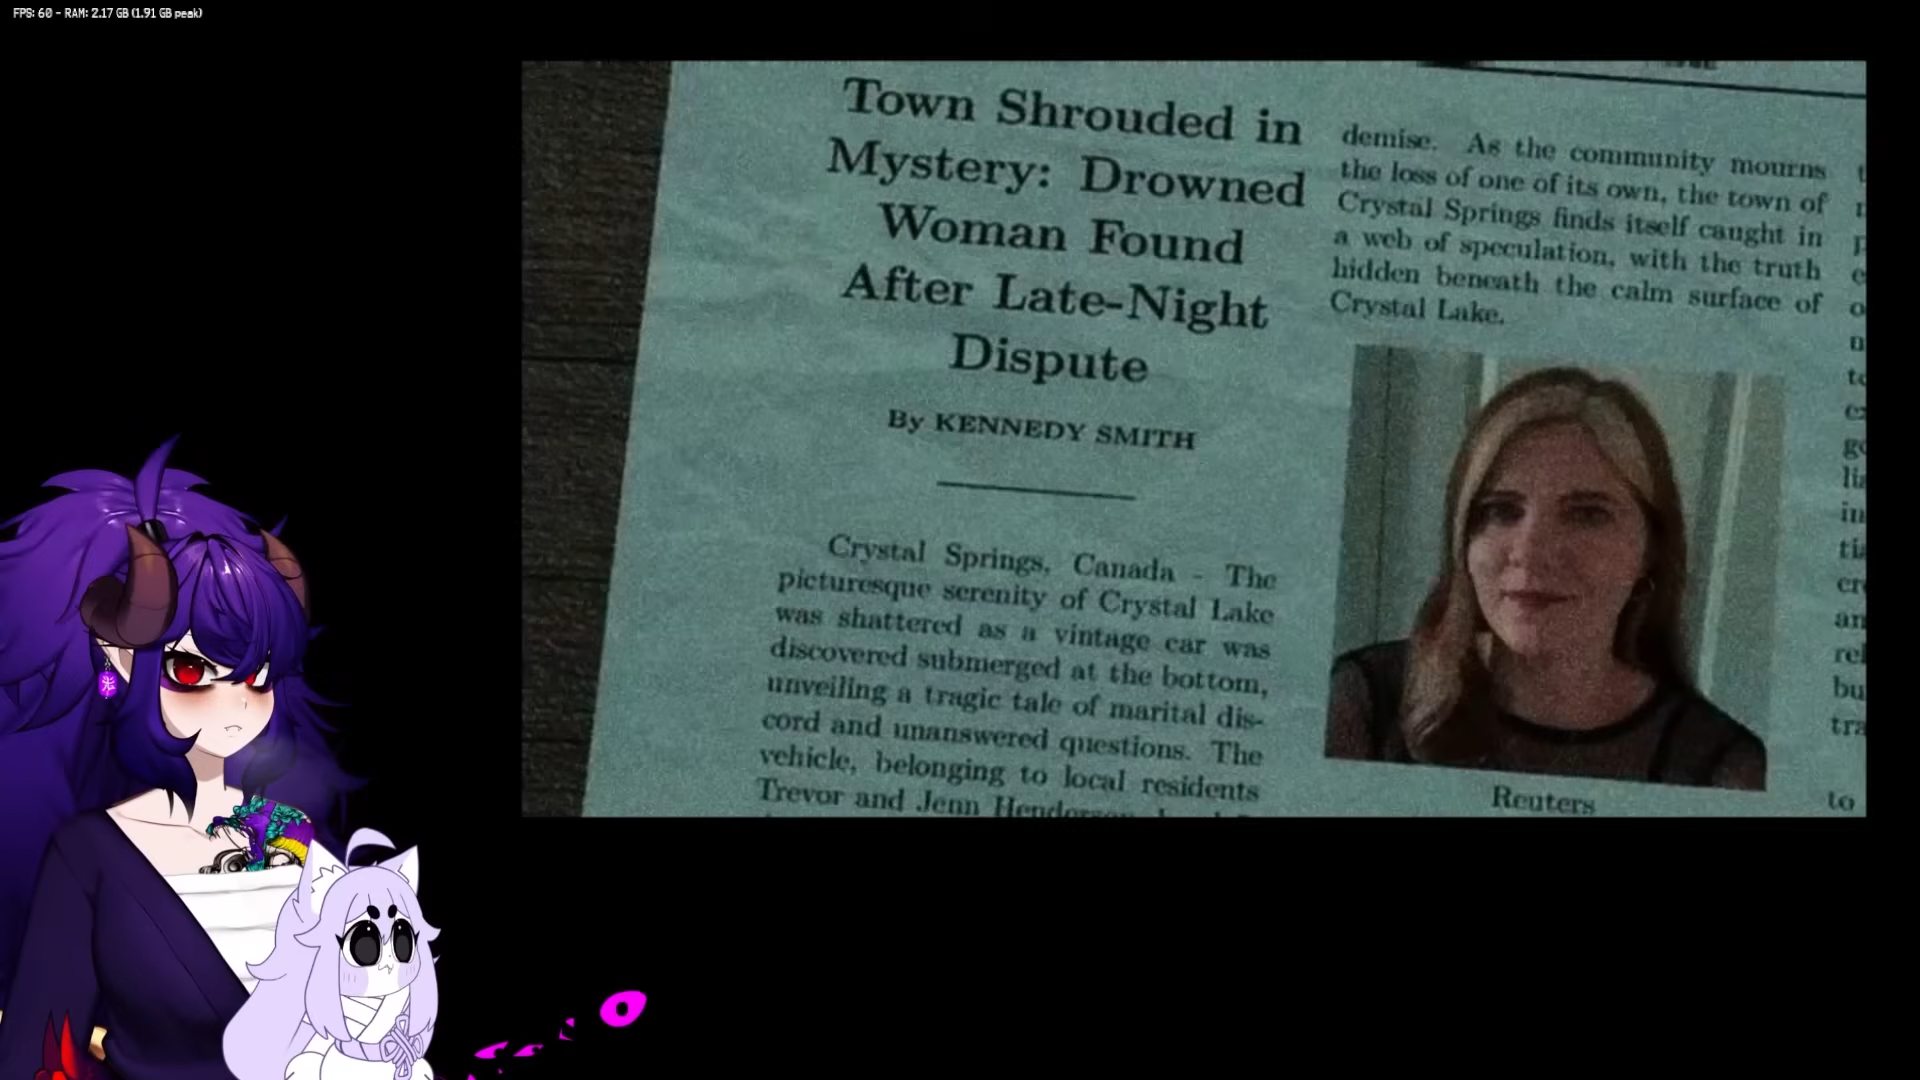 FPS: 60 - RAM: 2.17 GB (1.91 GB peak)
Town Shrouded in
Mystery: Drowned
Woman Found
After Late-Night
Dispute
By KENNEDY SMITH
Crystal Springs, Canada - The
picturesque serenity of Crystal Lake
was shattered as a vintage car was
discovered submerged at the bottom,
unveiling a tragic tale of marital dis-
cord and unanswered questions. The
vehicle, belonging to local residents
Trevor and Jenn
demise. As the community mourns
the loss of one of its own, the town of
Crystal Springs finds itself caught in
a web of speculation, with the truth
hidden beneath the calm surface of
Crystal Lake.
Reuters
to